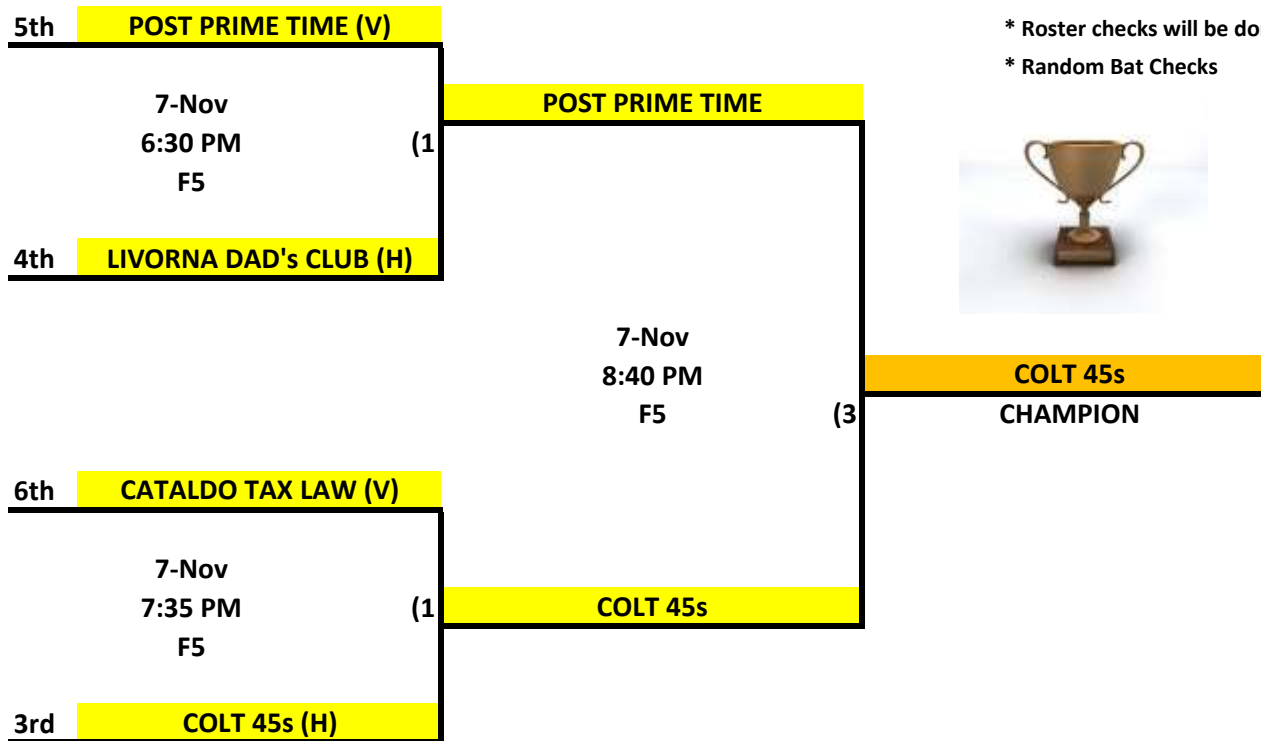 5th POST PRIME TIME (V)
* Roster checks will be
* Random Bat Checks
7-Nov
6:30 PM (1
F5
POST PRIME TIME
4th LIVORNA DAD's CLUB (H)
7-Nov
8:40 PM
F5 (3
COLT 45s
CHAMPION
6th CATALDO TAX LAW (V)
7-Nov
7:35 PM (1
F5
COLT 45s
3rd COLT 45s (H)